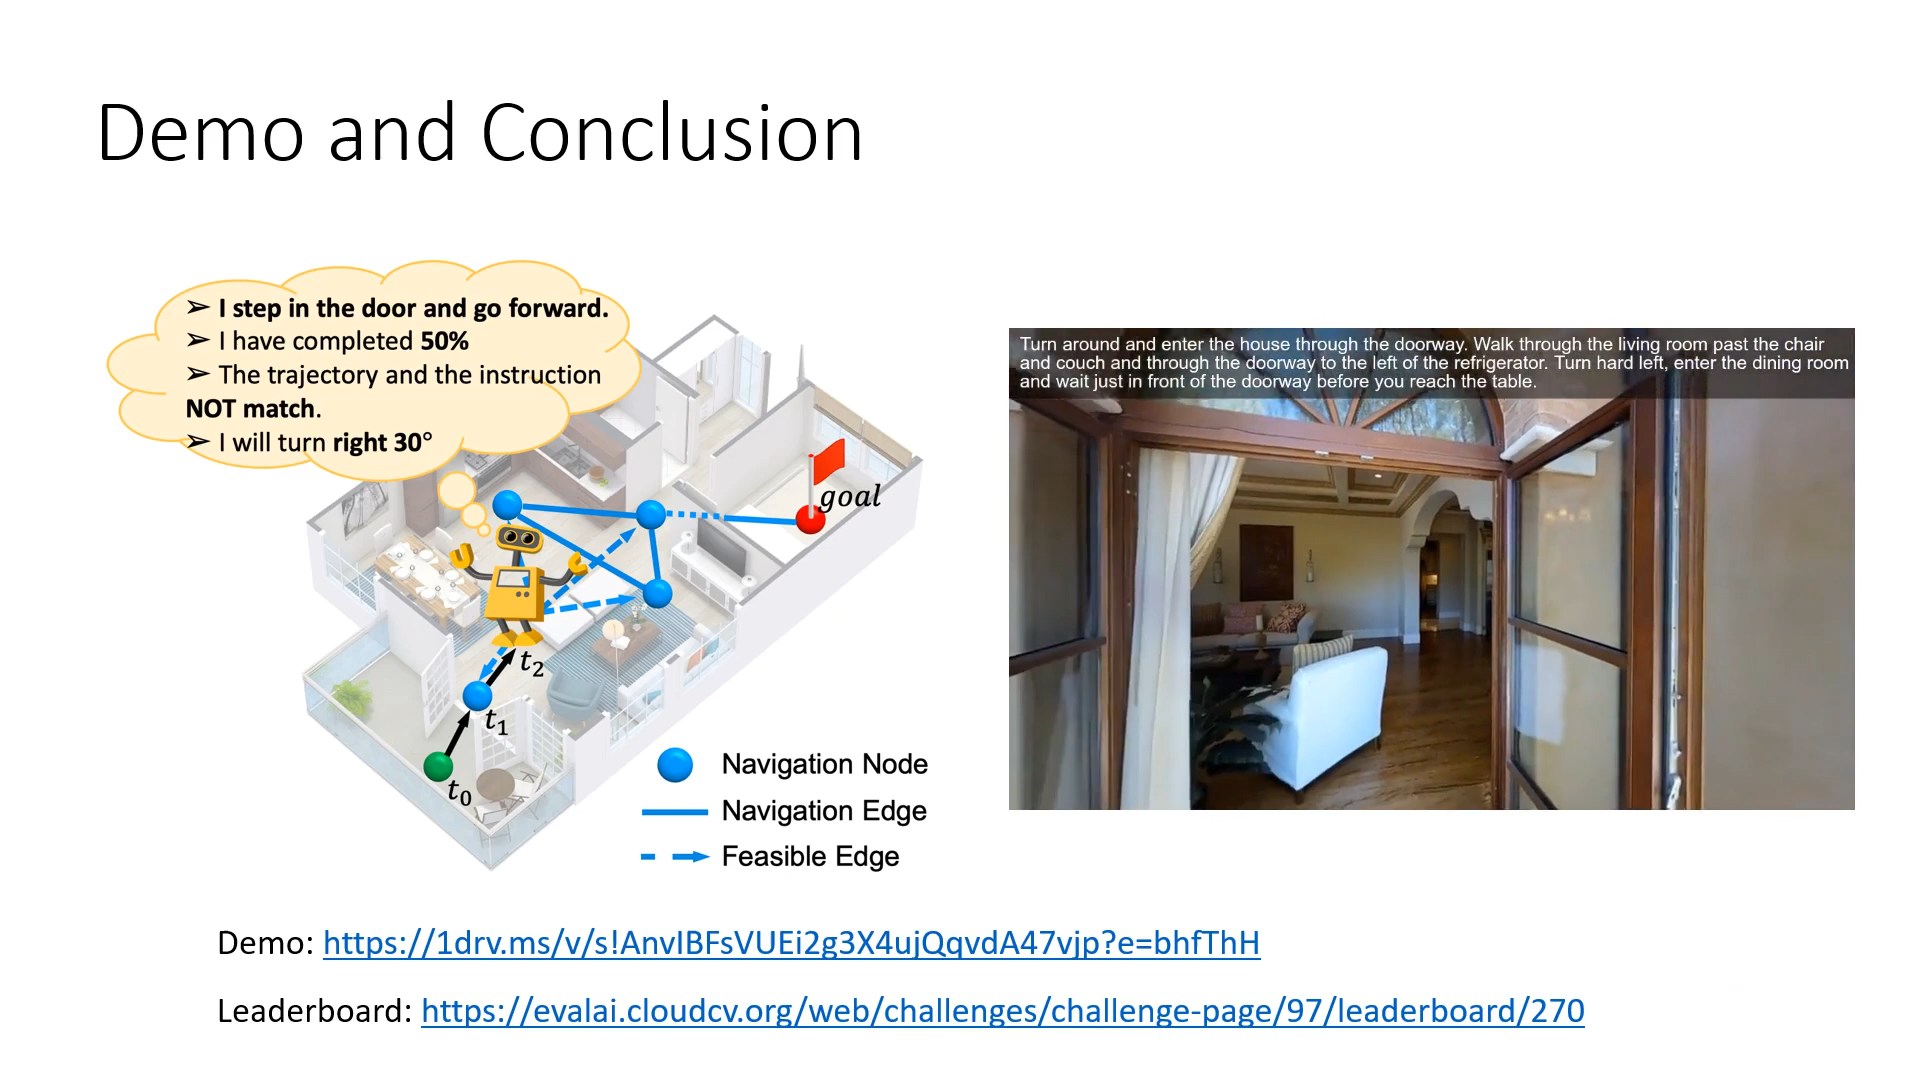 Demo and Conclusion
➢ I step in the door and go forward.
➢ I have completed 50%
➢ The trajectory and the instruction
NOT match.
➢ I will turn right 30°
goal
t₂
t₁
t₀
Navigation Node
Navigation Edge
Feasible Edge
Turn around and enter the house through the doorway. Walk through the living room past the chair
and couch and through the doorway to the left of the refrigerator. Turn hard left, enter the dining room
and wait just in front of the doorway before you reach the table.
Demo: https://1drv.ms/v/s!AnvIBFsVUEi2g3X4ujQqvdA47vjp?e=bhfThH
Leaderboard: https://evalai.cloudcv.org/web/challenges/challenge-page/97/leaderboard/270